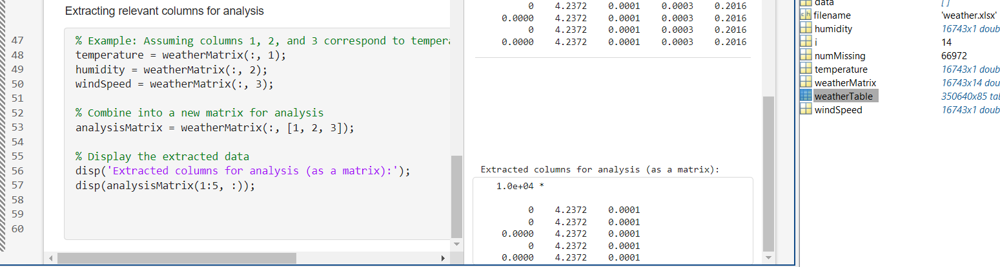 Extracting relevant columns for analysis
47 % Example: Assuming columns 1, 2, and 3 correspond to tempera
48 temperature = weatherMatrix(:, 1);
49 humidity = weatherMatrix(:, 2);
50 windSpeed = weatherMatrix(:, 3);
51
52 % Combine into a new matrix for analysis
53 analysisMatrix = weatherMatrix(:, [1, 2, 3]);
54
55 % Display the extracted data
56 disp('Extracted columns for analysis (as a matrix):');
57 disp(analysisMatrix(1:5, :));
58
59
60
0 4.2372 0.0001 0.0003 0.2016
0.0000 4.2372 0.0001 0.0003 0.2016
0 4.2372 0.0001 0.0003 0.2016
0.0000 4.2372 0.0001 0.0003 0.2016
Extracted columns for analysis (as a matrix):
1.0e+04 *
0 4.2372 0.0001
0 4.2372 0.0001
0.0000 4.2372 0.0001
0 4.2372 0.0001
0.0000 4.2372 0.0001
data []
ch filename 'weather.xlsx'
humidity 16743x1 doub
i 14
numMissing 66972
temperature 16743x1 doub
weatherMatrix 16743x14 dou
weatherTable 350640x85 tal
windSpeed 16743x1 doub